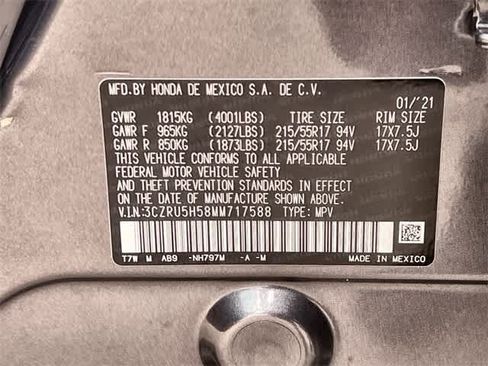 MFD.BY HONDA DE MEXICO S.A. DE C.V.
01/'21
GVWR 1815KG (4001LBS) TIRE SIZE RIM SIZE
GAWR F 965KG (2127LBS) 215/55R17 94V 17X7.5J
GAWR R 850KG (1873LBS) 215/55R17 94V 17X7.5J
THIS VEHICLE CONFORMS TO ALL APPLICABLE
FEDERAL MOTOR VEHICLE SAFETY
AND THEFT PREVENTION STANDARDS IN EFFECT
ON THE DATE OF MANUFACTURE SHOWN ABOVE.
V.I.N:3CZRU5H58MM717588 TYPE: MPV
T7W M AB9 -NH797M -A -M
MADE IN MEXICO